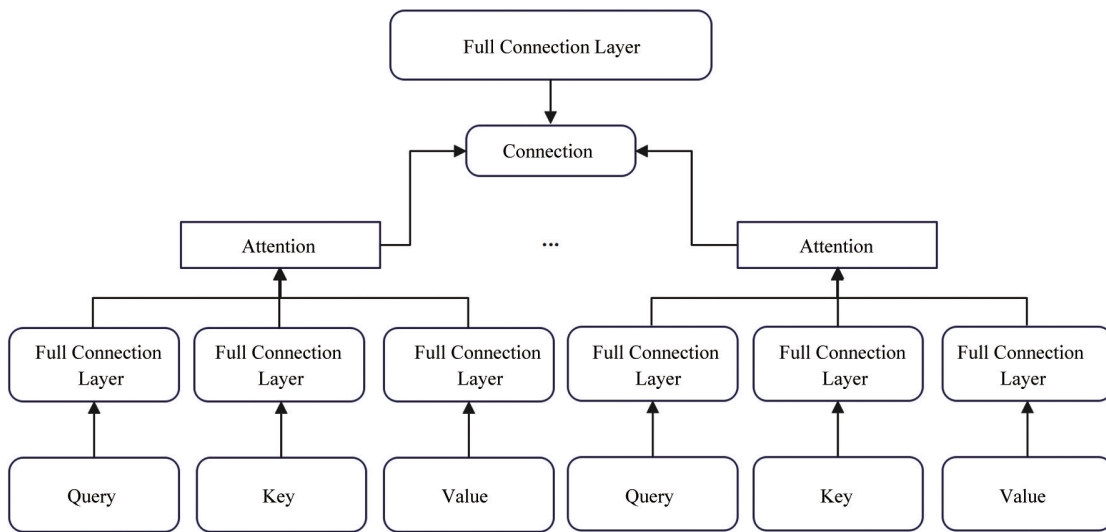 Full Connection Layer
Connection
Attention
...
Attention
Full Connection
Layer
Full Connection
Layer
Full Connection
Layer
Full Connection
Layer
Full Connection
Layer
Full Connection
Layer
Query
Key
Value
Query
Key
Value